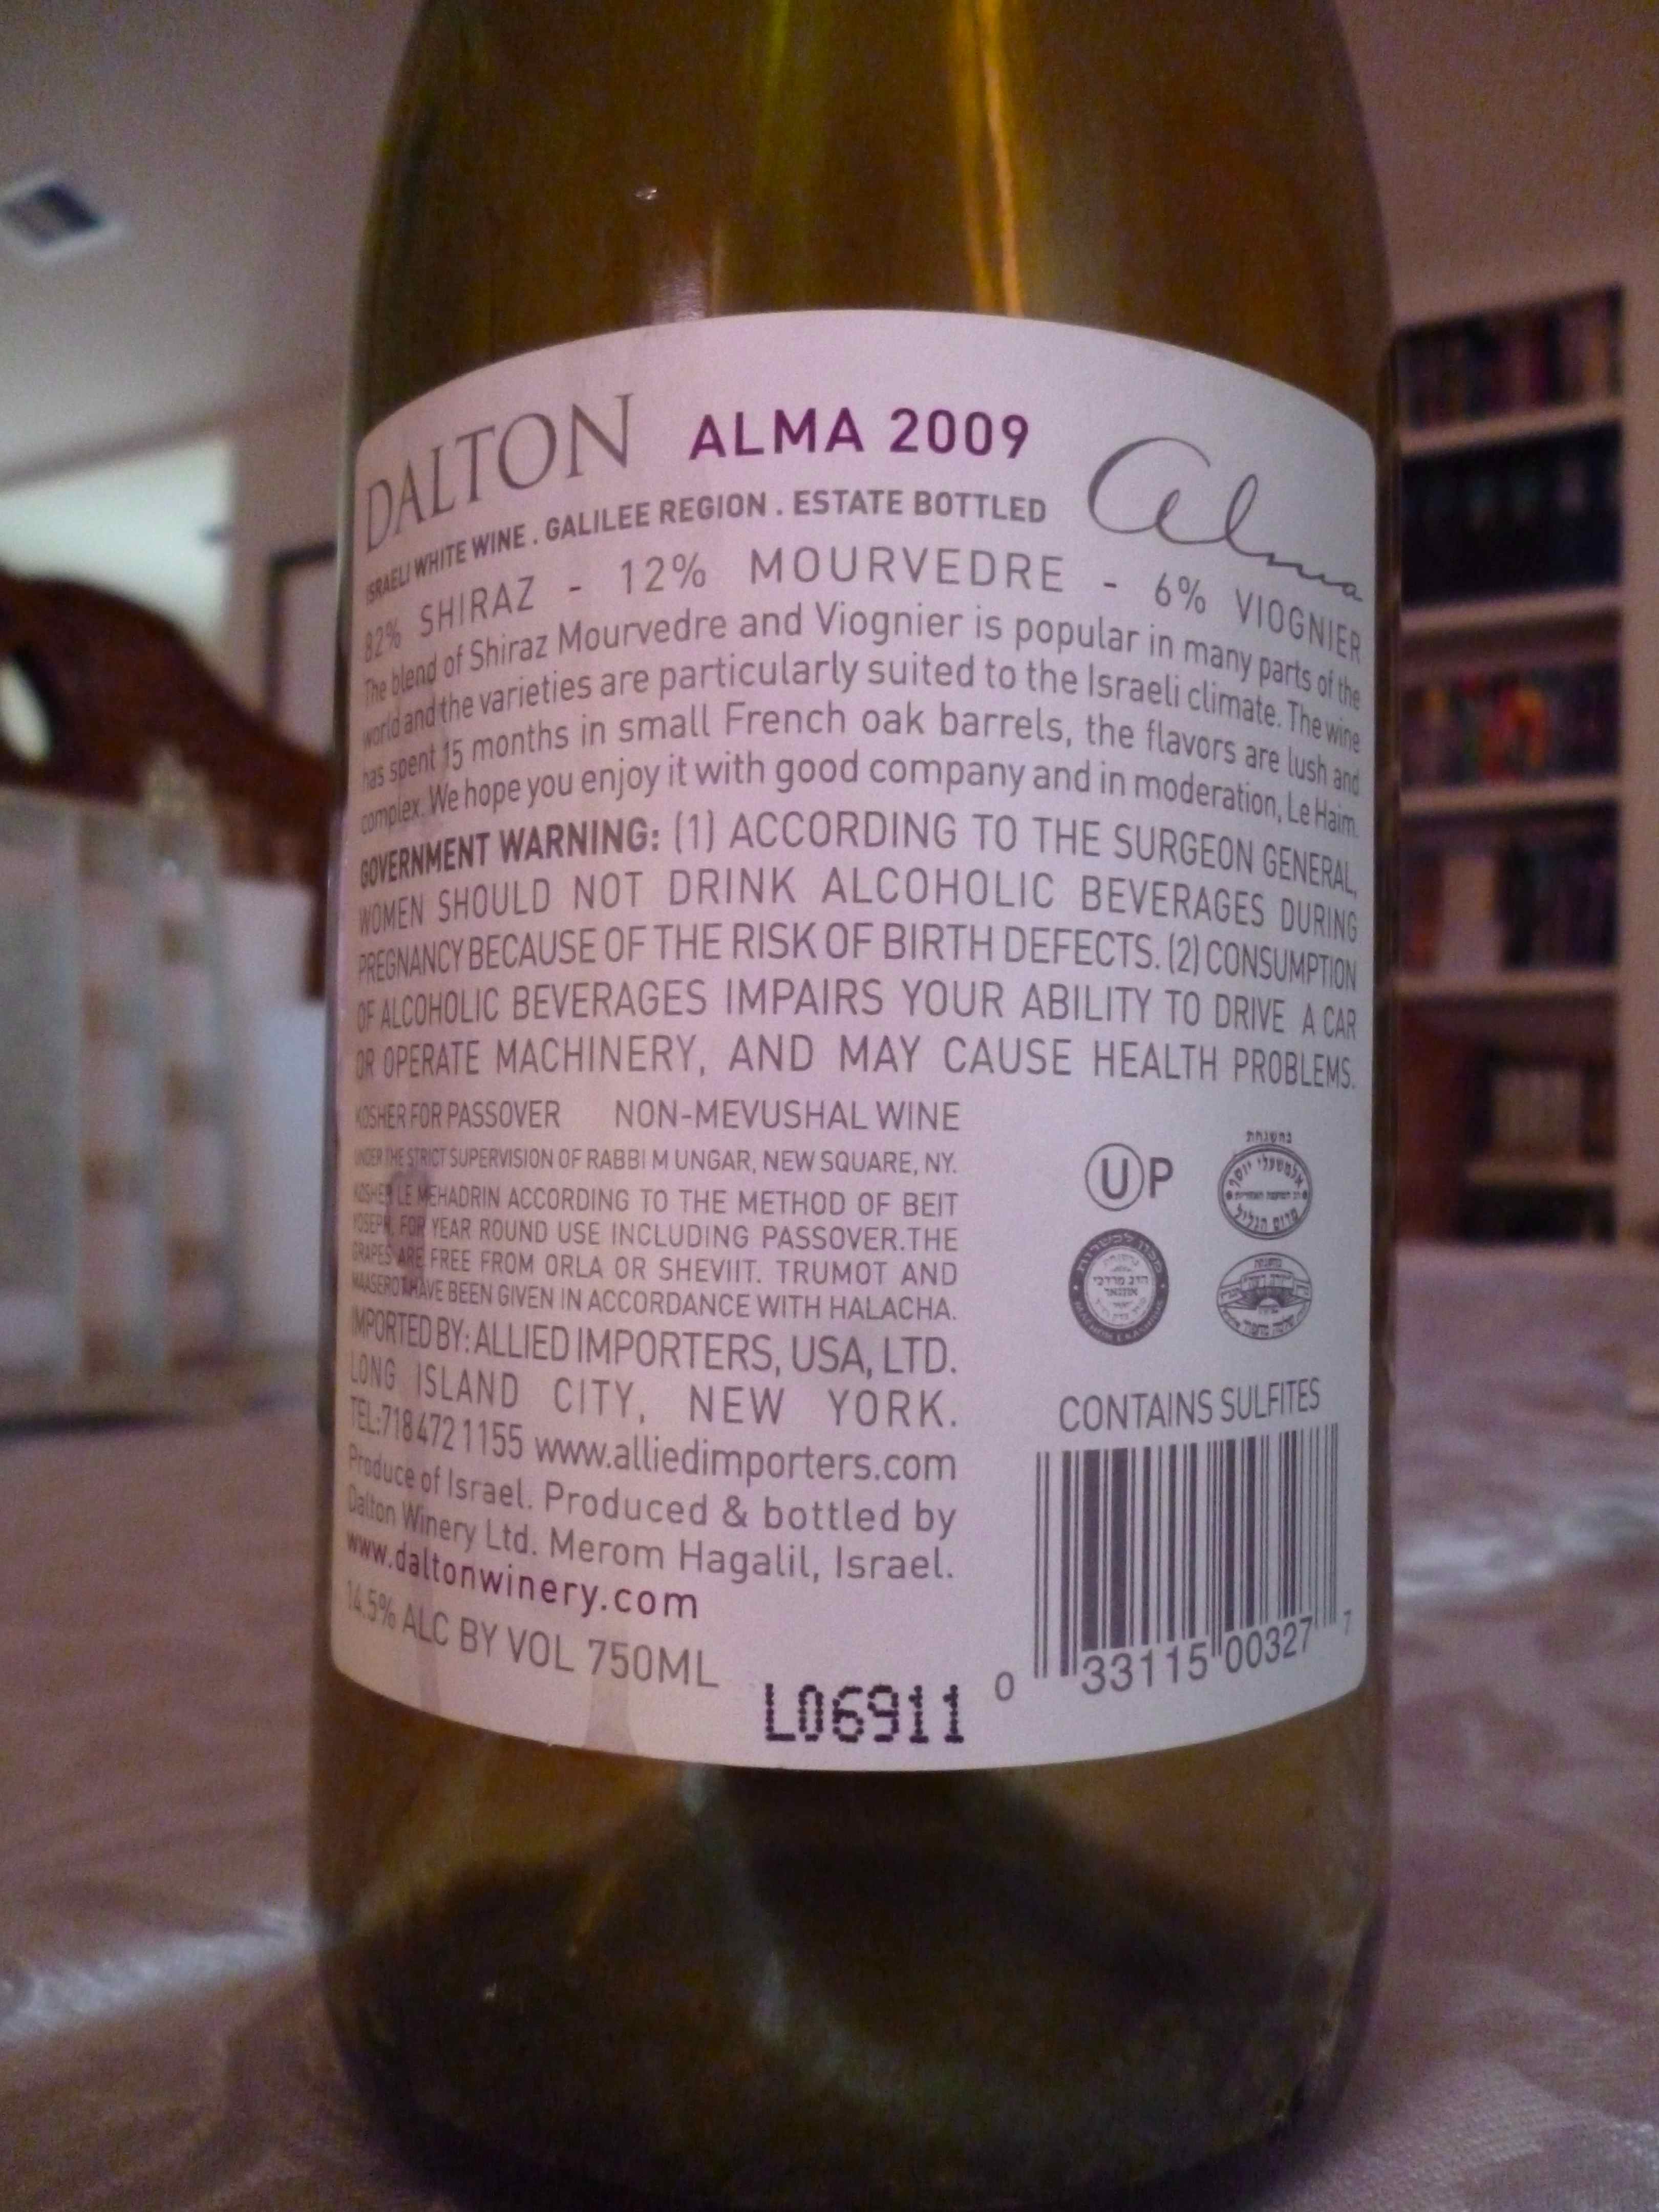 DALTON ALMA 2009 Alma
ISRAELI WHITE WINE . GALILEE REGION . ESTATE BOTTLED
82% SHIRAZ - 12% MOURVEDRE - 6% VIOGNIER
The blend of Shiraz Mourvedre and Viognier is popular in many parts of the
world and the varieties are particularly suited to the Israeli climate. The wine
has spent 15 months in small French oak barrels, the flavors are lush and
complex. We hope you enjoy it with good company and in moderation, Le Haim.
GOVERNMENT WARNING: (1) ACCORDING TO THE SURGEON GENERAL,
WOMEN SHOULD NOT DRINK ALCOHOLIC BEVERAGES DURING
PREGNANCY BECAUSE OF THE RISK OF BIRTH DEFECTS. (2) CONSUMPTION
OF ALCOHOLIC BEVERAGES IMPAIRS YOUR ABILITY TO DRIVE A CAR
OR OPERATE MACHINERY, AND MAY CAUSE HEALTH PROBLEMS.
KOSHER FOR PASSOVER NON-MEVUSHAL WINE
UNDER THE STRICT SUPERVISION OF RABBI M UNGAR, NEW SQUARE, NY.
KOSHER LE MEHADRIN ACCORDING TO THE METHOD OF BEIT
YOSEPH, FOR YEAR ROUND USE INCLUDING PASSOVER.THE
GRAPES ARE FREE FROM ORLA OR SHEVIIT. TRUMOT AND
MAASEROT HAVE BEEN GIVEN IN ACCORDANCE WITH HALACHA.
IMPORTED BY: ALLIED IMPORTERS, USA, LTD.
LONG ISLAND CITY, NEW YORK.
TEL:718 472 1155 www.alliedimporters.com
Produce of Israel. Produced & bottled by
Dalton Winery Ltd. Merom Hagalil, Israel.
www.daltonwinery.com
14.5% ALC BY VOL 750ML
L06911
U P
בהשגחת
מרום הגליל
מכון לכשרות
הרב מרדכי
אונגאר
CONTAINS SULFITES
0 33115 00327 7